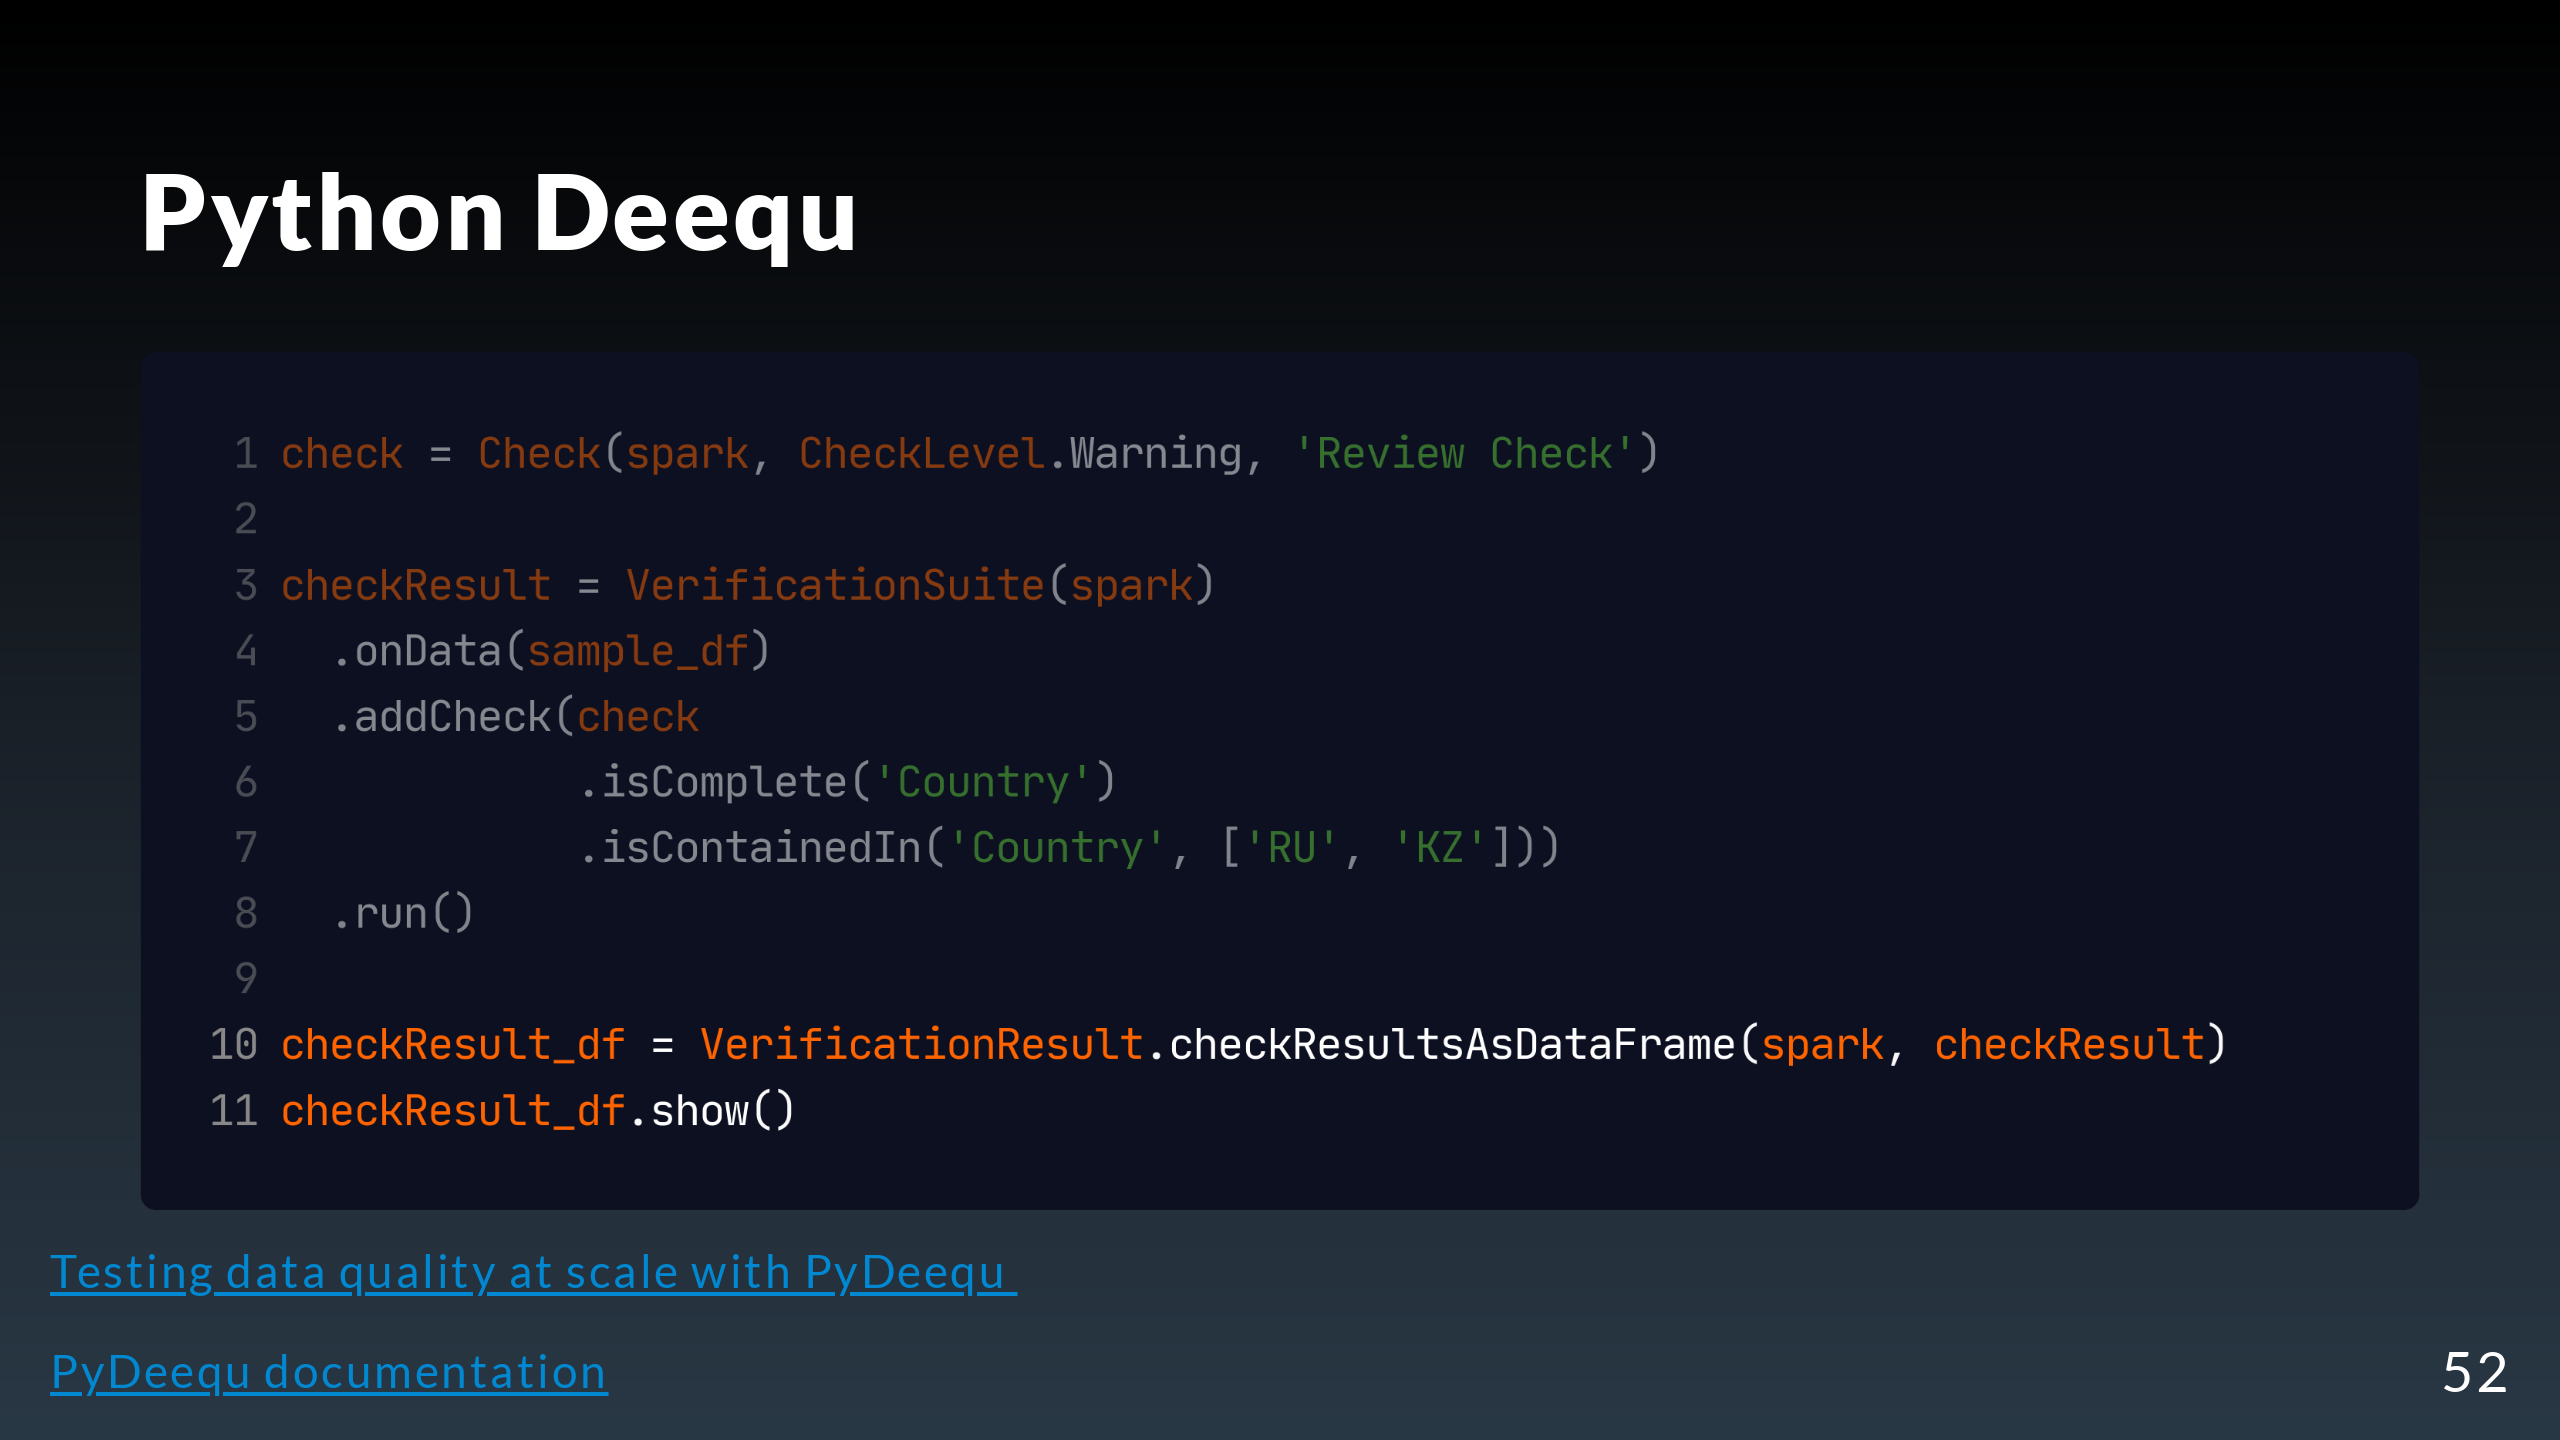 Python Deequ
1 check = Check(spark, CheckLevel.Warning, 'Review Check')
2
3 checkResult = VerificationSuite(spark)
4   .onData(sample_df)
5   .addCheck(check
6             .isComplete('Country')
7             .isContainedIn('Country', ['RU', 'KZ']))
8   .run()
9
10 checkResult_df = VerificationResult.checkResultsAsDataFrame(spark, checkResult)
11 checkResult_df.show()
Testing data quality at scale with PyDeequ
PyDeequ documentation
52